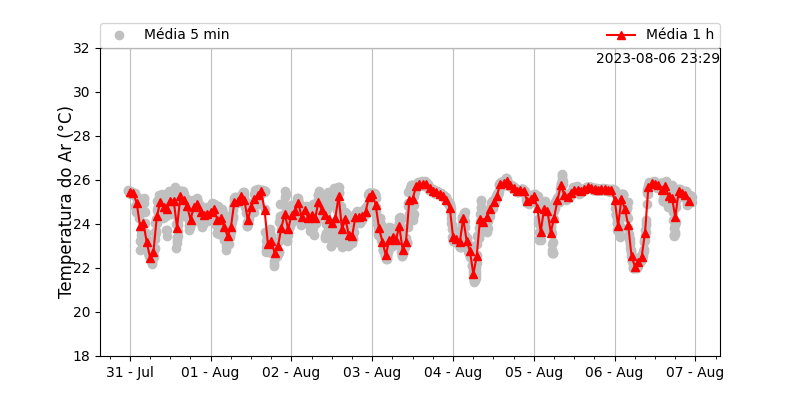 Média 5 min
Média 1 h
2023-08-06 23:29
Temperatura do Ar (°C)
32
30
28
26
24
22
20
18
31 - Jul
01 - Aug
02 - Aug
03 - Aug
04 - Aug
05 - Aug
06 - Aug
07 - Aug